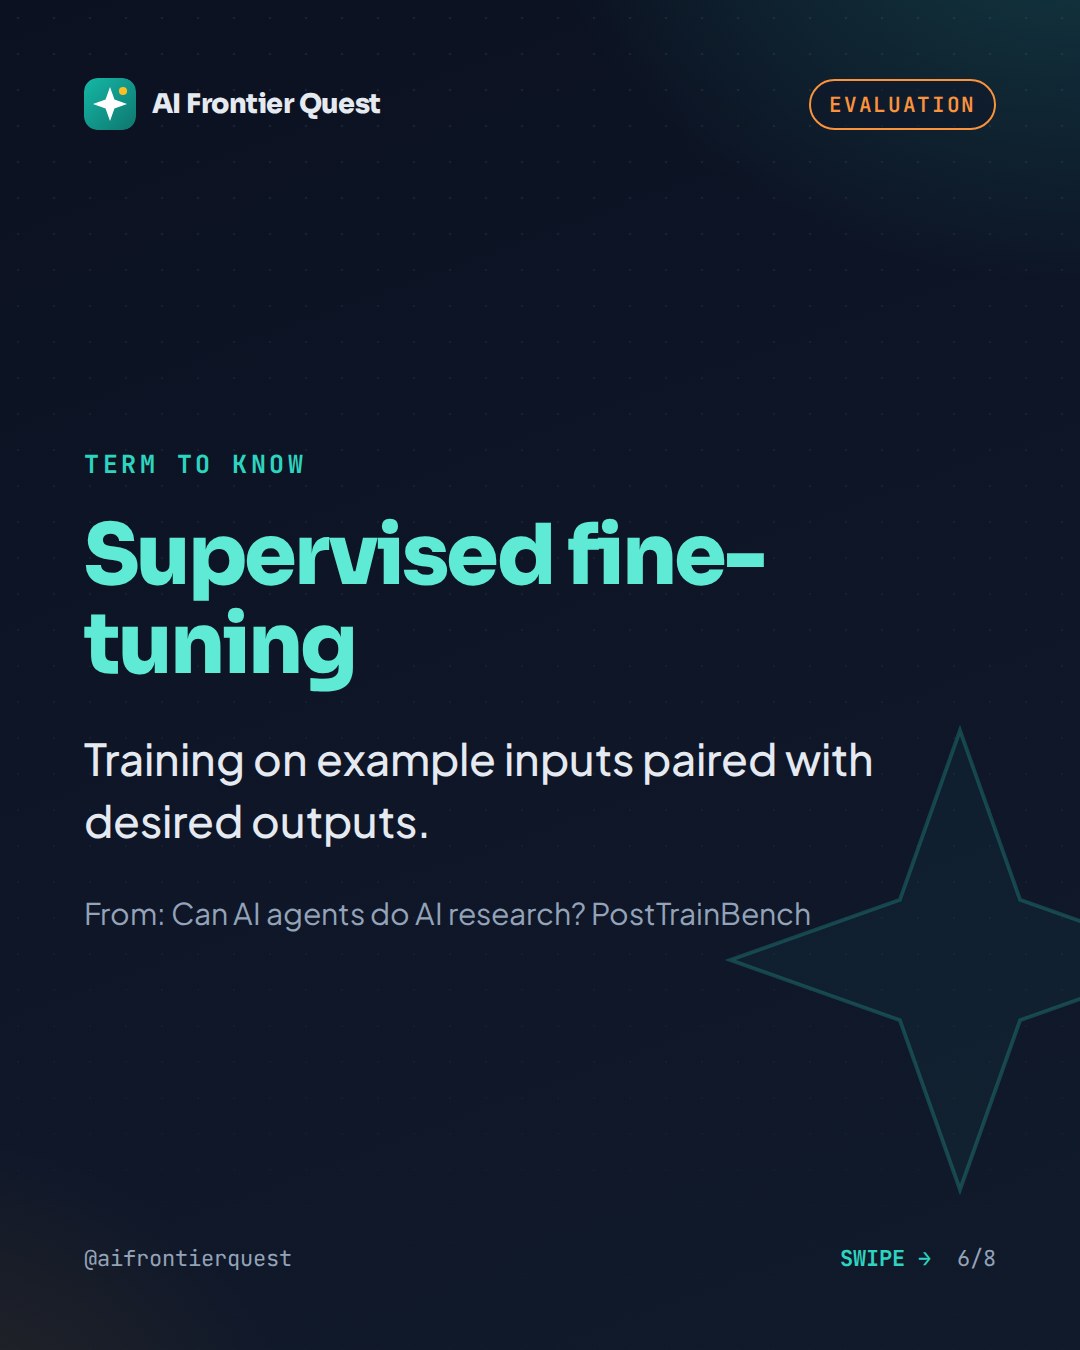 AI Frontier Quest
EVALUATION
TERM TO KNOW
Supervised fine-
tuning
Training on example inputs paired with
desired outputs.
From: Can AI agents do AI research? PostTrainBench
@aifrontierquest
SWIPE → 6/8